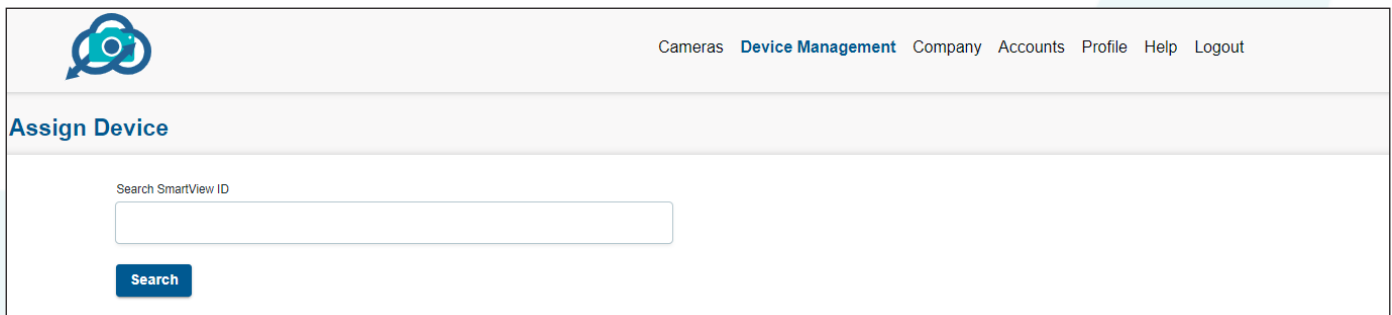 Cameras Device Management Company Accounts Profile Help Logout
Assign Device
Search SmartView ID
Search